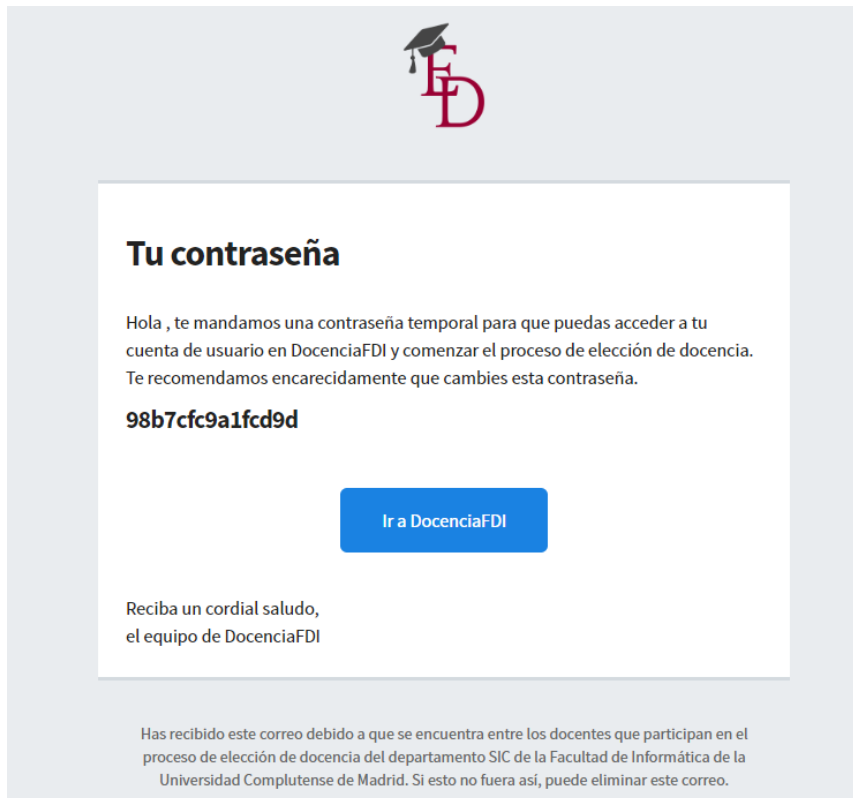 ED
Tu contraseña
Hola , te mandamos una contraseña temporal para que puedas acceder a tu
cuenta de usuario en DocenciaFDI y comenzar el proceso de elección de docencia.
Te recomendamos encarecidamente que cambies esta contraseña.
98b7cfc9a1fcd9d
Ir a DocenciaFDI
Reciba un cordial saludo,
el equipo de DocenciaFDI
Has recibido este correo debido a que se encuentra entre los docentes que participan en el
proceso de elección de docencia del departamento SIC de la Facultad de Informática de la
Universidad Complutense de Madrid. Si esto no fuera así, puede eliminar este correo.